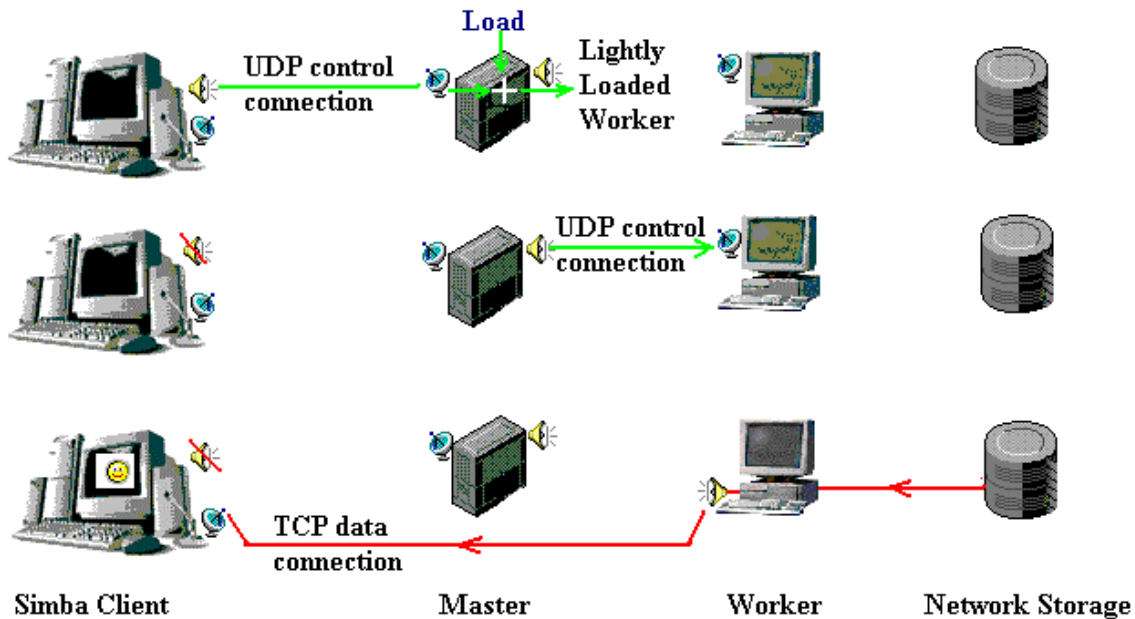 Load
UDP control
connection
Lightly
Loaded
Worker
UDP control
connection
TCP data
connection
Simba Client
Master
Worker
Network Storage